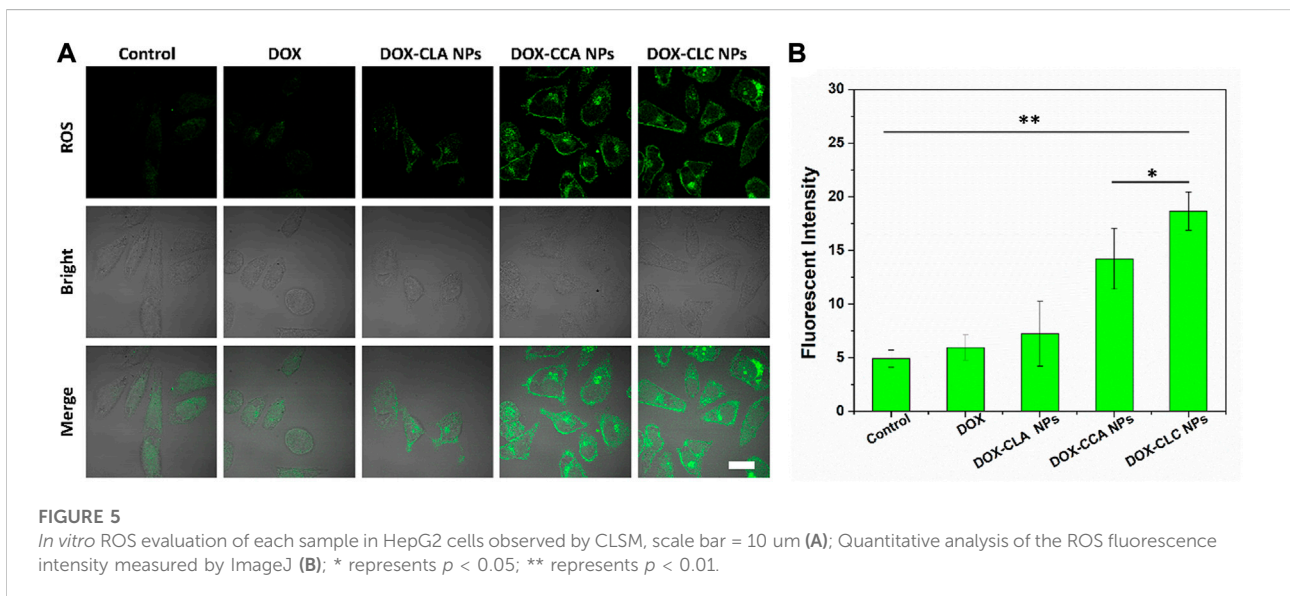 A
Control DOX DOX-CLA NPs DOX-CCA NPs DOX-CLC NPs
ROS
Bright
Merge
B
Fluorescent Intensity
30
25
20
15
10
5
0
**
*
Control
DOX
DOX-CLA NPs
DOX-CCA NPs
DOX-CLC NPs
FIGURE 5
In vitro ROS evaluation of each sample in HepG2 cells observed by CLSM, scale bar = 10 um (A); Quantitative analysis of the ROS fluorescence
intensity measured by ImageJ (B); * represents p < 0.05; ** represents p < 0.01.